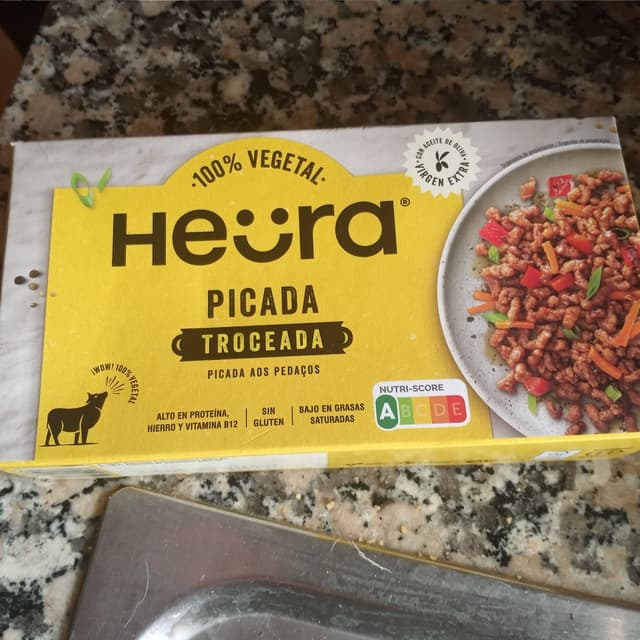 ·100% VEGETAL·
CON ACEITE DE OLIVA
VIRGEN EXTRA
Heüra®
PICADA
TROCEADA
PICADA AOS PEDAÇOS
¡WOW! 100% VEGETAL
ALTO EN PROTEÍNA,
HIERRO Y VITAMINA B12
SIN
GLUTEN
BAJO EN GRASAS
SATURADAS
NUTRI-SCORE
A B C D E